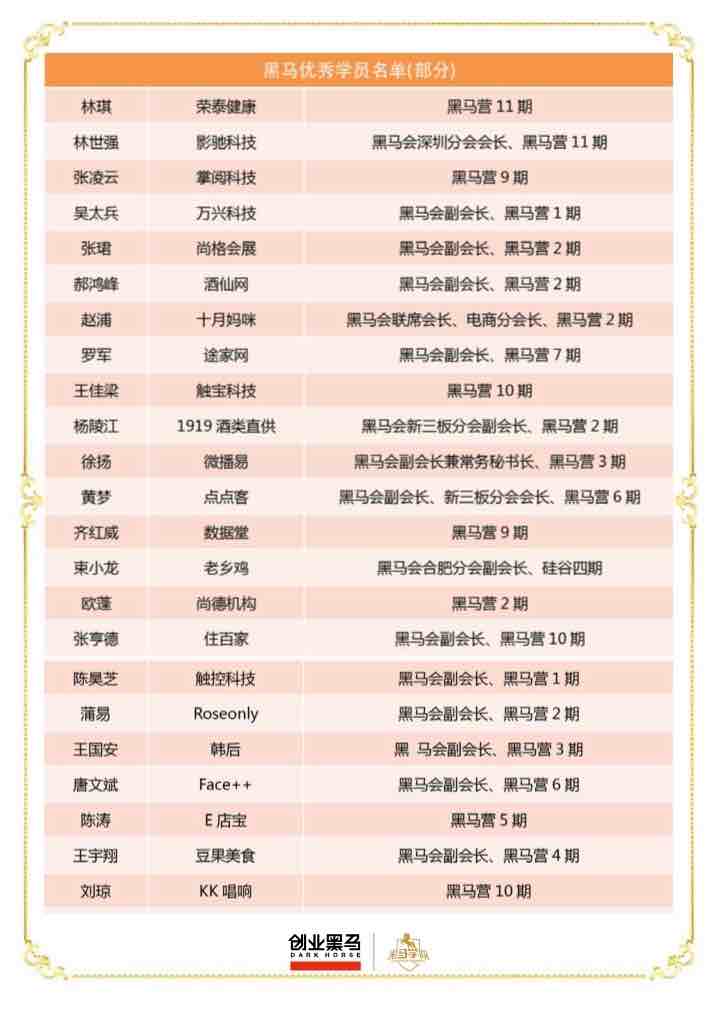 黑马优秀学员名单(部分)
林琪 荣泰健康 黑马营 11 期
林世强 影驰科技 黑马会深圳分会会长、黑马营 11 期
张凌云 掌阅科技 黑马营 9 期
吴太兵 万兴科技 黑马会副会长、黑马营 1 期
张珺 尚格会展 黑马会副会长、黑马营 2 期
郝鸿峰 酒仙网 黑马会副会长、黑马营 2 期
赵浦 十月妈咪 黑马会联席会长、电商分会长、黑马营 2 期
罗军 途家网 黑马会副会长、黑马营 7 期
王佳梁 触宝科技 黑马营 10 期
杨陵江 1919 酒类直供 黑马会新三板分会副会长、黑马营 2 期
徐扬 微播易 黑马会副会长兼常务秘书长、黑马营 3 期
黄梦 点点客 黑马会副会长、新三板分会会长、黑马营 6 期
齐红威 数据堂 黑马营 9 期
束小龙 老乡鸡 黑马会合肥分会副会长、硅谷四期
欧蓬 尚德机构 黑马营 2 期
张亨德 住百家 黑马会副会长、黑马营 10 期
陈昊芝 触控科技 黑马会副会长、黑马营 1 期
蒲易 Roseonly 黑马会副会长、黑马营 2 期
王国安 韩后 黑 马会副会长、黑马营 3 期
唐文斌 Face++ 黑马会副会长、黑马营 6 期
陈涛 E 店宝 黑马营 5 期
王宇翔 豆果美食 黑马会副会长、黑马营 4 期
刘琼 KK 唱响 黑马营 10 期
创业黑马 黑马学院
DARK HORSE